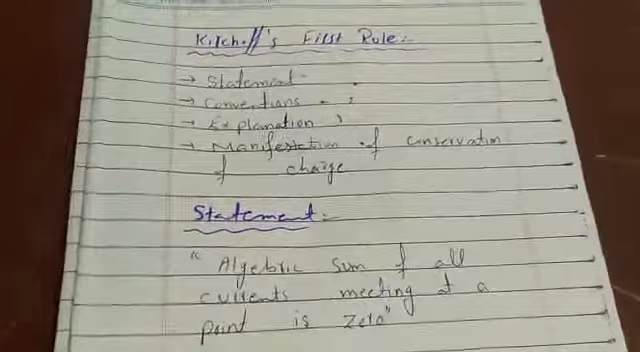 Kirchoff's First Rule:-
→ Statement
→ Conventions
→ Explanation
→ Manifestation of conservation
of charge
Statement:-
"Algebric sum of all
currents meeting at a
point is zero"